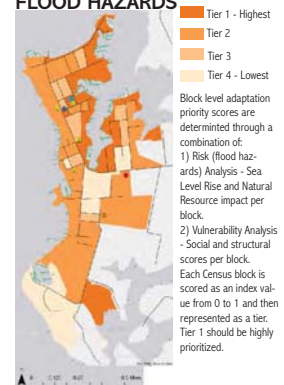 FLOOD HAZARDS
Tier 1 - Highest
Tier 2
Tier 3
Tier 4 - Lowest
Block level adaptation
priority scores are
determinted through a
combination of:
1) Risk (flood haz-
ards) Analysis - Sea
Level Rise and Natural
Resource impact per
block.
2) Vulnerability Analysis
- Social and structural
scores per block.
Each Census block is
scored as an index val-
ue from 0 to 1 and then
represented as a tier.
Tier 1 should be highly
prioritized.